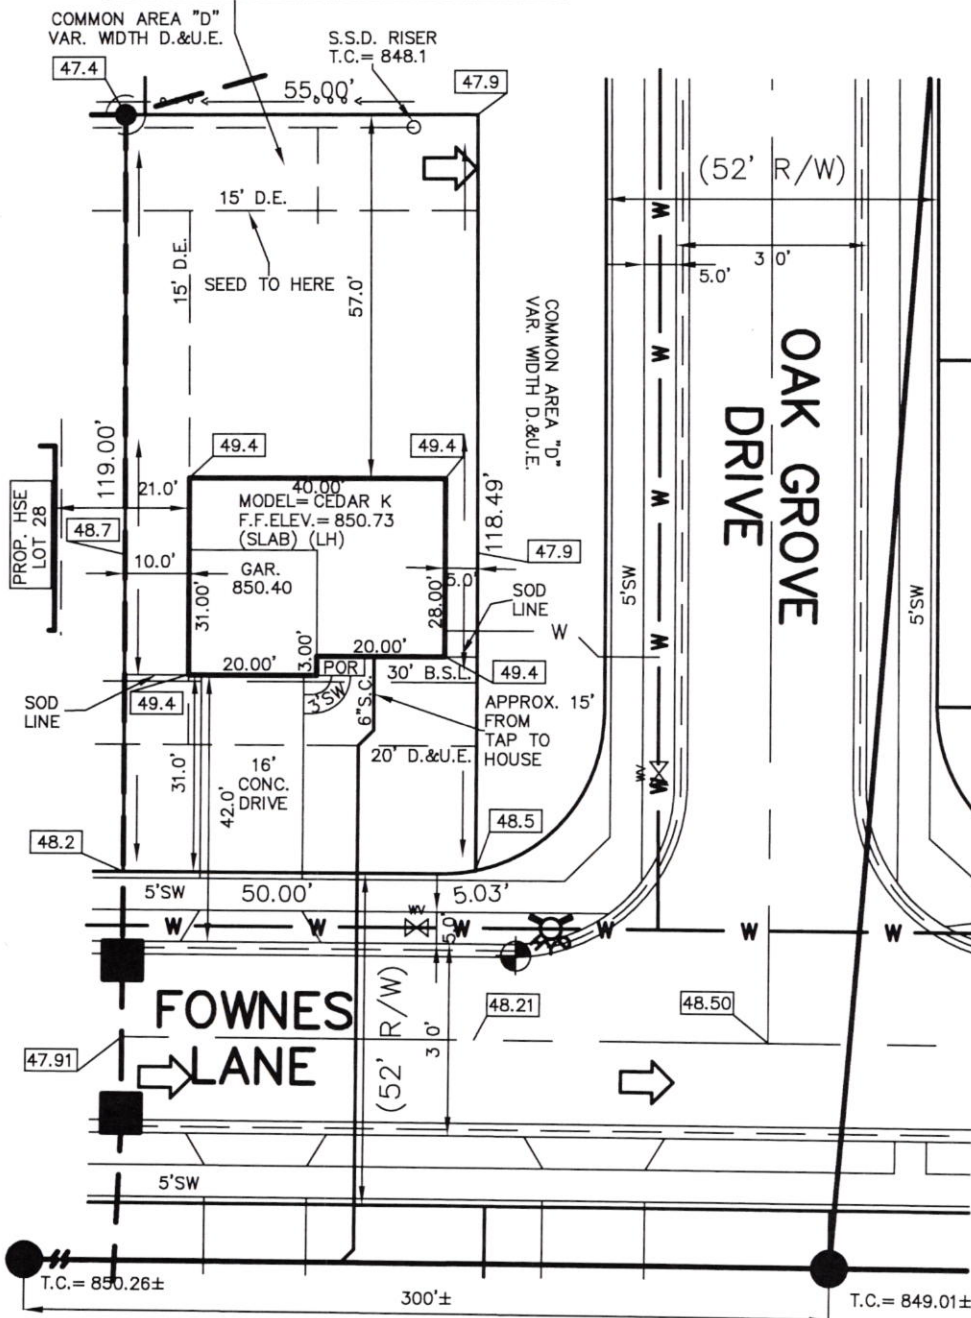 COMMON AREA "D"
VAR. WIDTH D.&U.E.
S.S.D. RISER
T.C.= 848.1
47.4
55.00'
47.9
(52' R/W)
W
15' D.E.
30'
5.0'
15' D.E.
SEED TO HERE
57.0'
COMMON AREA "D"
VAR. WIDTH D.&U.E.
W
OAK GROVE
DRIVE
119.00'
49.4
49.4
40.00'
21.0'
MODEL= CEDAR K
F.F.ELEV.= 850.73
(SLAB) (LH)
118.49'
W
PROP. HSE
LOT 28
48.7
47.9
10.0'
GAR.
850.40
5.0'
31.00'
28.00'
SOD
LINE
5'SW
5'SW
W
W
20.00'
3.00'
20.00'
POR
30' B.S.L.
49.4
SOD
LINE
49.4
3'SW
6"S.C.
APPROX. 15'
FROM
TAP TO
HOUSE
31.0'
42.0'
16'
CONC.
DRIVE
20' D.&U.E.
WV
W
48.2
48.5
5'SW
50.00'
5.03'
W
W
WV
W
5.0'
W
W
W
FOWNES
LANE
(52' R/W)
30'
48.21
48.50
47.91
5'SW
T.C.= 850.26±
300'±
T.C.= 849.01±